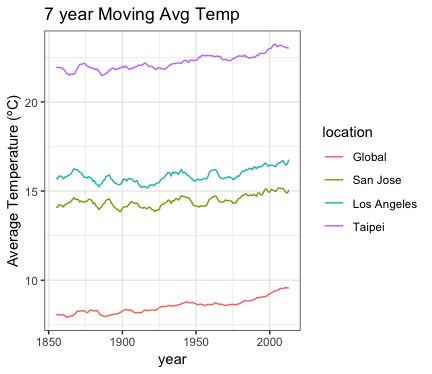 7 year Moving Avg Temp
Average Temperature (ºC)
20
15
10
1850
1900
1950
2000
year
location
Global
San Jose
Los Angeles
Taipei